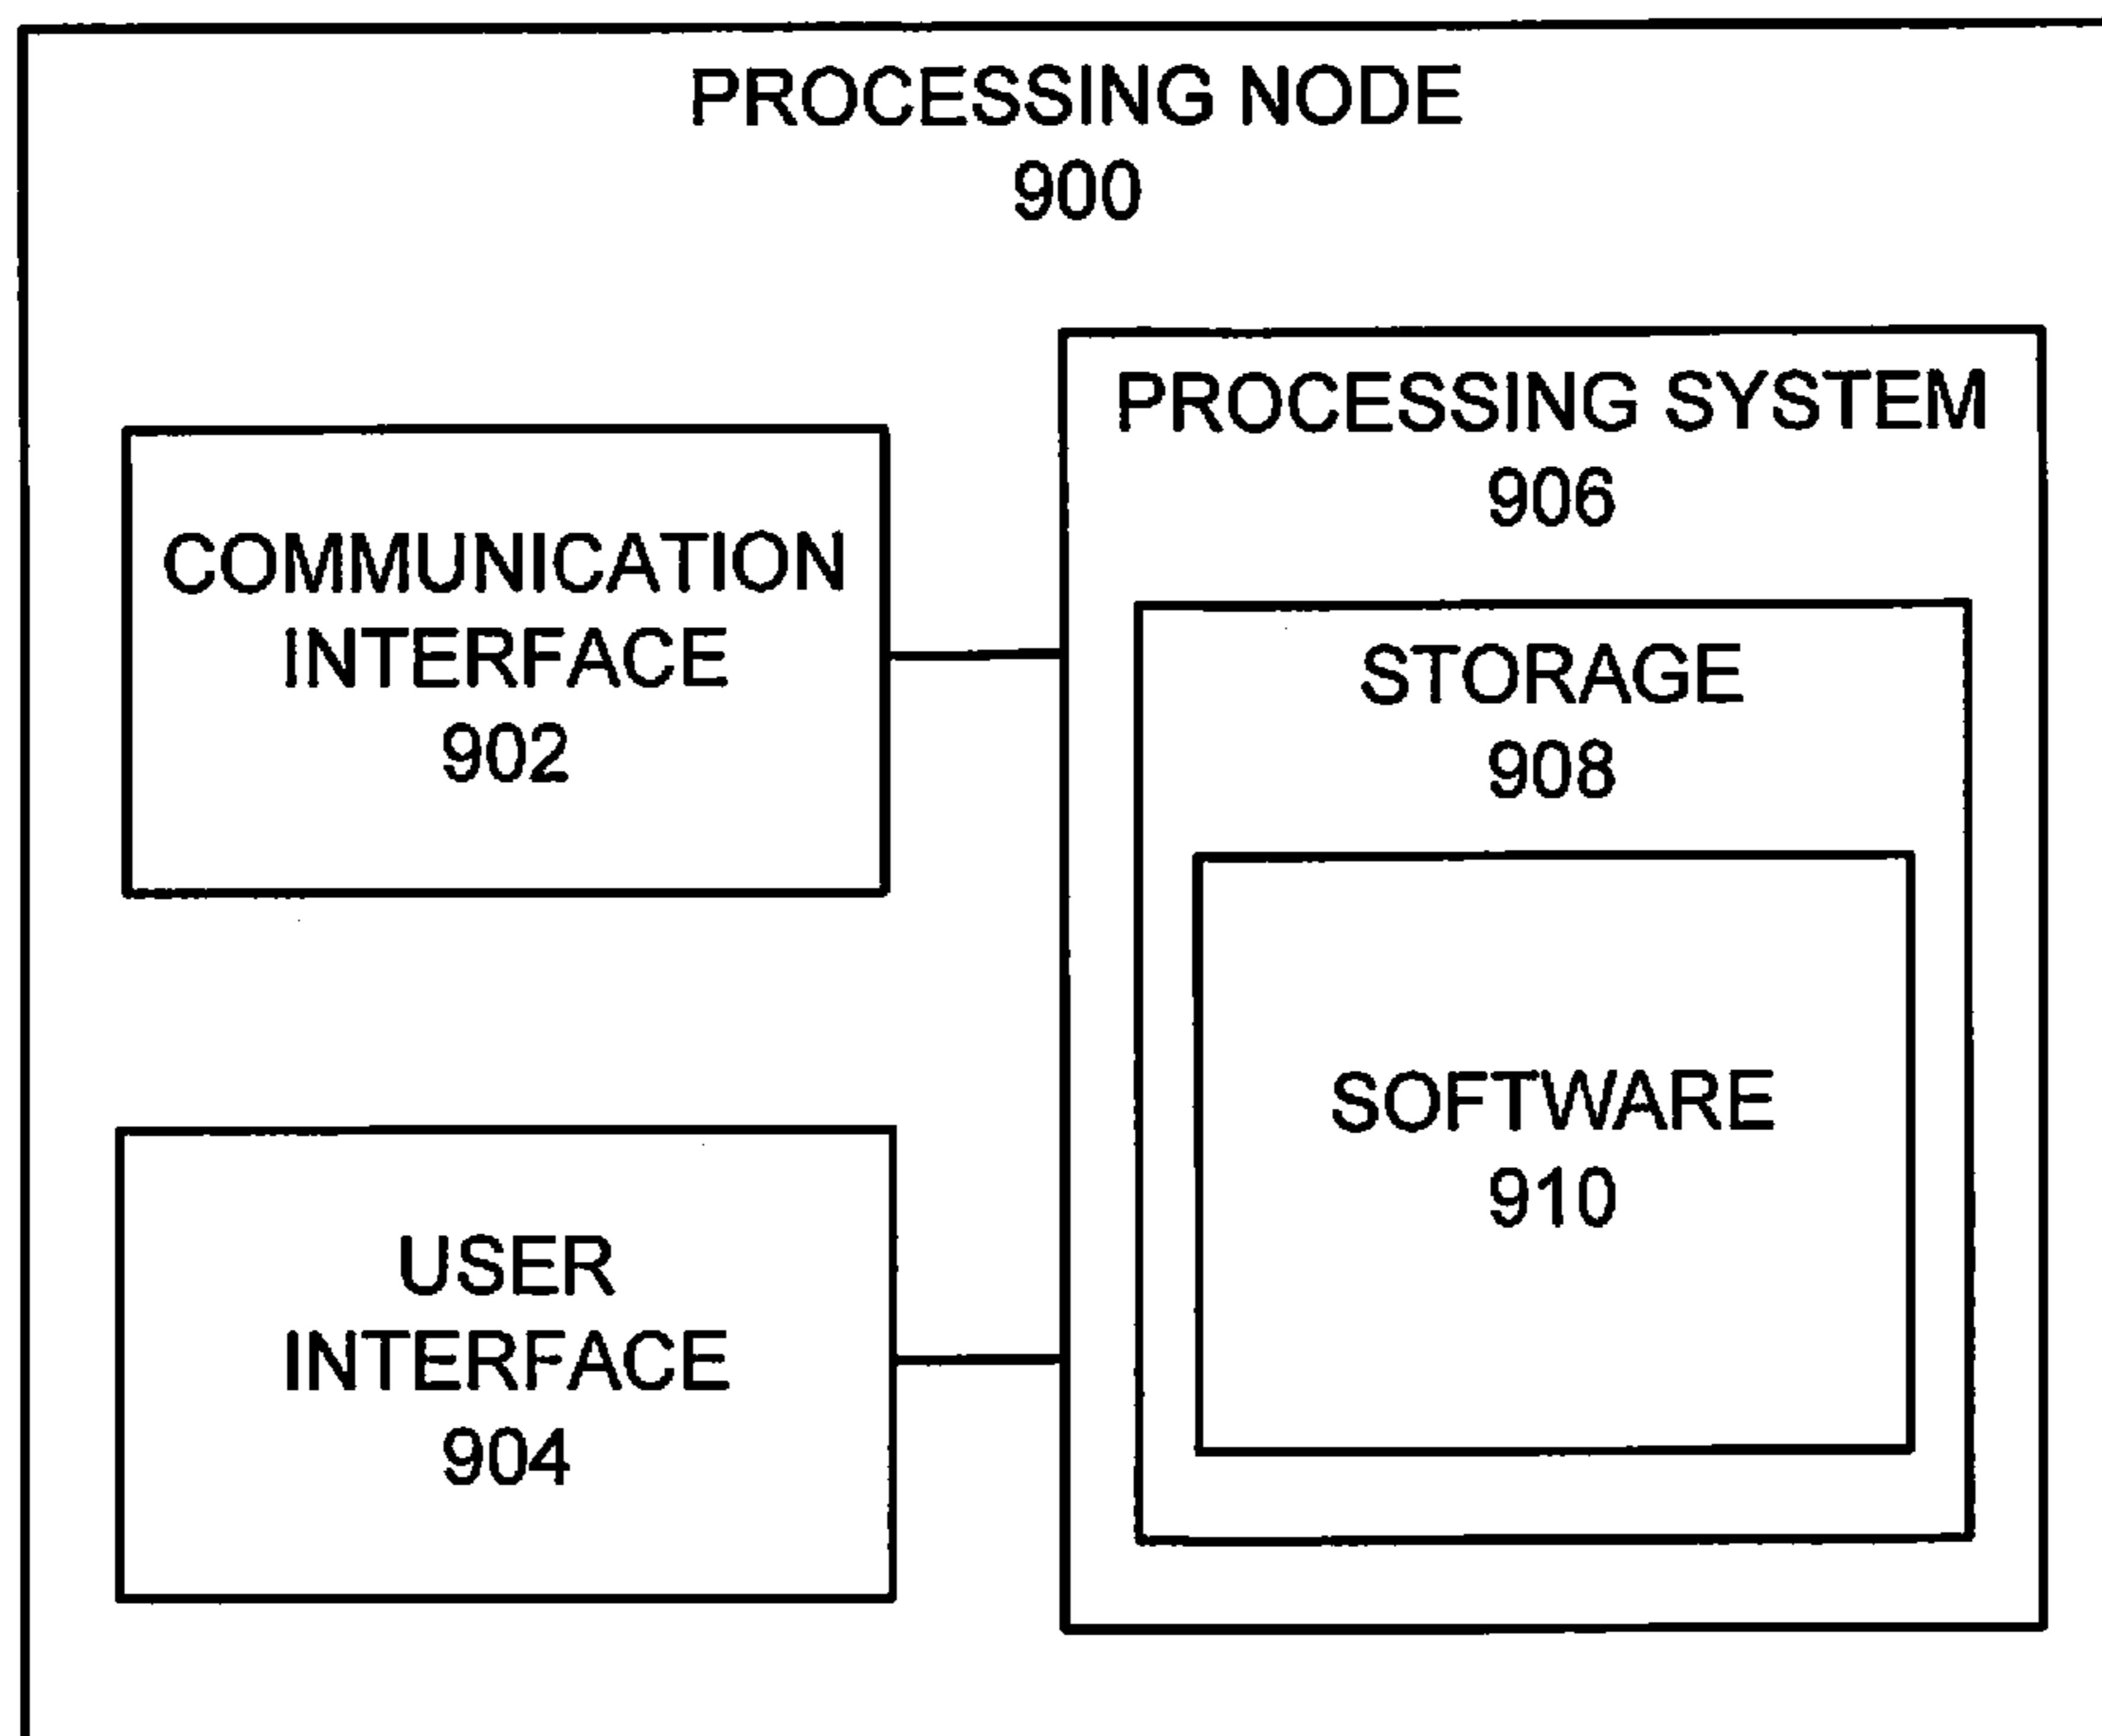 PROCESSING NODE
900
COMMUNICATION
INTERFACE
902
USER
INTERFACE
904
PROCESSING SYSTEM
906
STORAGE
908
SOFTWARE
910